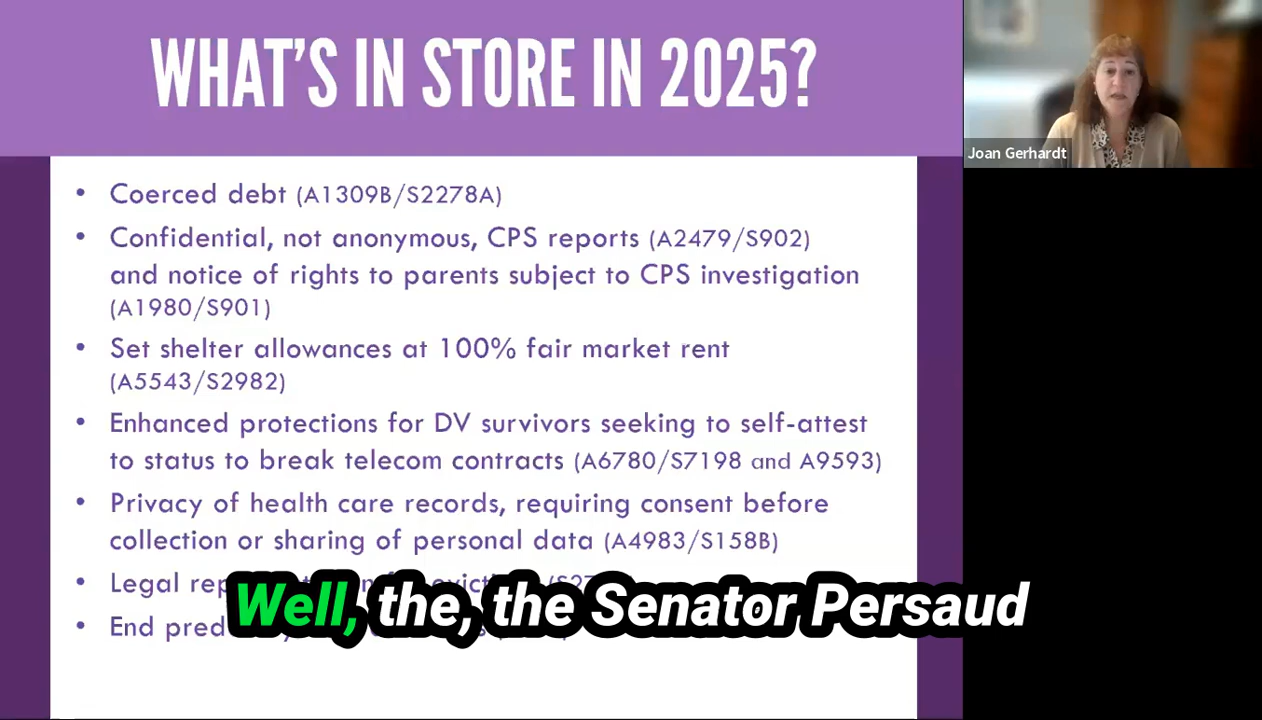 WHAT'S IN STORE IN 2025?
Joan Gerhardt
• Coerced debt (A1309B/S2278A)
• Confidential, not anonymous, CPS reports (A2479/S902)
and notice of rights to parents subject to CPS investigation
(A1980/S901)
• Set shelter allowances at 100% fair market rent
(A5543/S2982)
• Enhanced protections for DV survivors seeking to self-attest
to status to break telecom contracts (A6780/S7198 and A9593)
• Privacy of health care records, requiring consent before
collection or sharing of personal data (A4983/S158B)
• Legal
• End
Well, the, the Senator Persaud